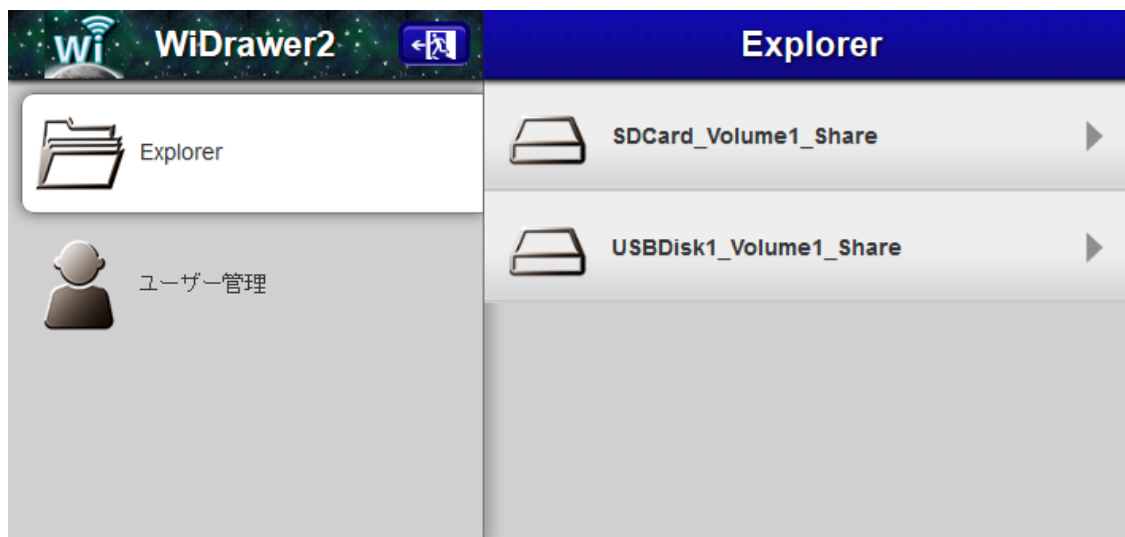 Wi
WiDrawer2
Explorer
Explorer
ユーザー管理
SDCard_Volume1_Share
USBDisk1_Volume1_Share